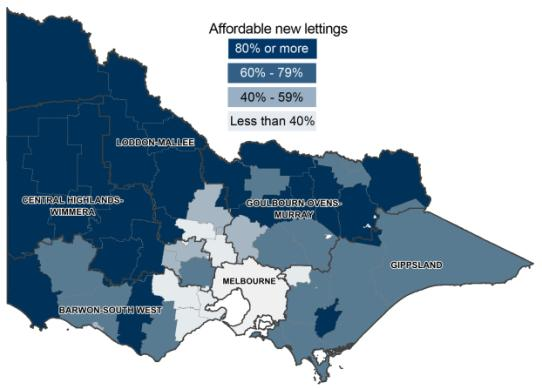 Affordable new lettings
80% or more
60% - 79%
40% - 59%
Less than 40%
LODDON-MALLEE
CENTRAL HIGHLANDS-
WIMMERA
GOULBOURN-OVENS-
MURRAY
GIPPSLAND
MELBOURNE
BARWON-SOUTH WEST